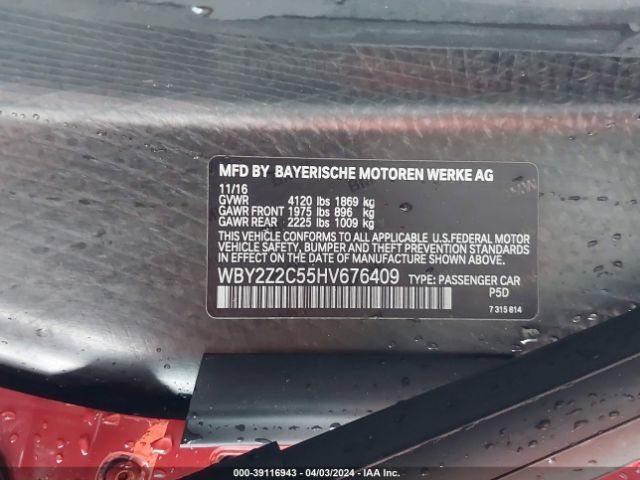 MFD BY BAYERISCHE MOTOREN WERKE AG
11/16
GVWR 4120 lbs 1869 kg
GAWR FRONT 1975 lbs 896 kg
GAWR REAR 2225 lbs 1009 kg
THIS VEHICLE CONFORMS TO ALL APPLICABLE U.S.FEDERAL MOTOR
VEHICLE SAFETY, BUMPER, AND THEFT PREVENTION STANDARDS
IN EFFECT ON THE DATE OF MANUFACTURE SHOWN ABOVE.
WBY2Z2C55HV676409 TYPE: PASSENGER CAR
P5D
7 315 814
000-39116943 - 04/03/2024 - IAA Inc.